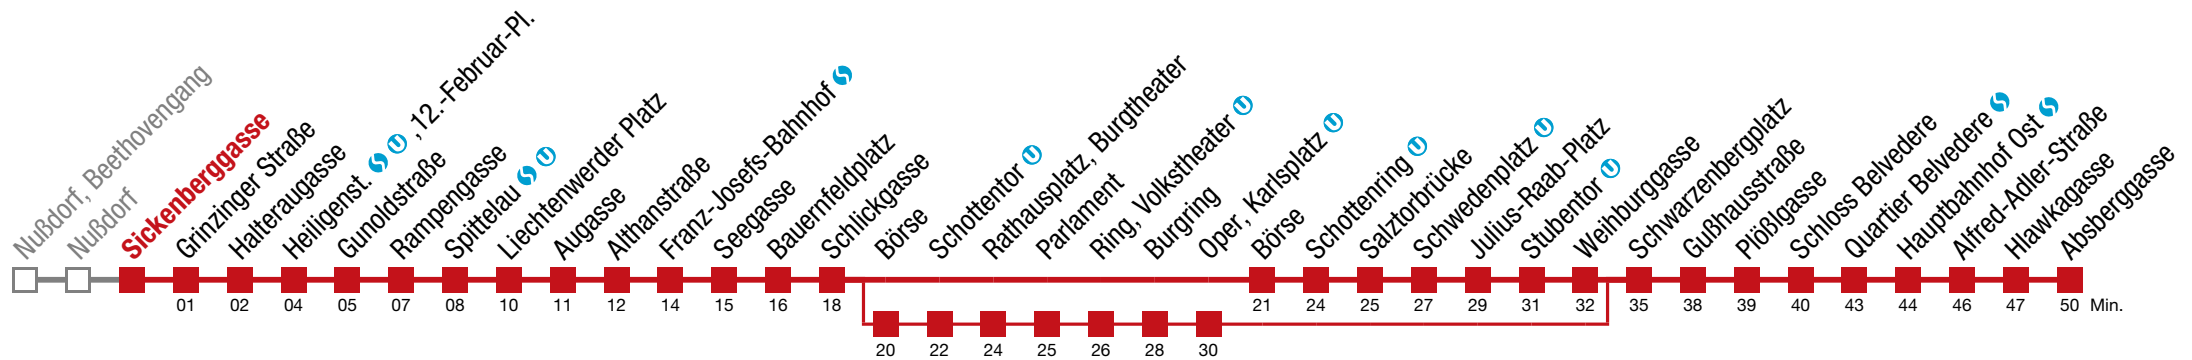 Nußdorf, Beethovengang
Nußdorf
Sickenberggasse
Grinzinger Straße
Halteraugasse
Heiligenst. S U , 12.-Februar-Pl.
Gunoldstraße
Rampengasse
Spittelau S U
Liechtenwerder Platz
Augasse
Althanstraße
Franz-Josefs-Bahnhof S
Seegasse
Bauernfeldplatz
Schlickgasse
Börse
Schottentor U
Rathausplatz, Burgtheater
Parlament
Ring, Volkstheater U
Burgring
Oper, Karlsplatz U
Börse
Schottenring U
Salztorbrücke
Schwedenplatz U
Julius-Raab-Platz
Stubentor U
Weihburggasse
Schwarzenbergplatz
Gußhausstraße
Plößlgasse
Schloss Belvedere
Quartier Belvedere S
Hauptbahnhof Ost S
Alfred-Adler-Straße
Hlawkagasse
Absberggasse
01 02 04 05 07 08 10 11 12 14 15 16 18 21 24 25 27 29 31 32 35 38 39 40 43 44 46 47 50 Min.
20 22 24 25 26 28 30